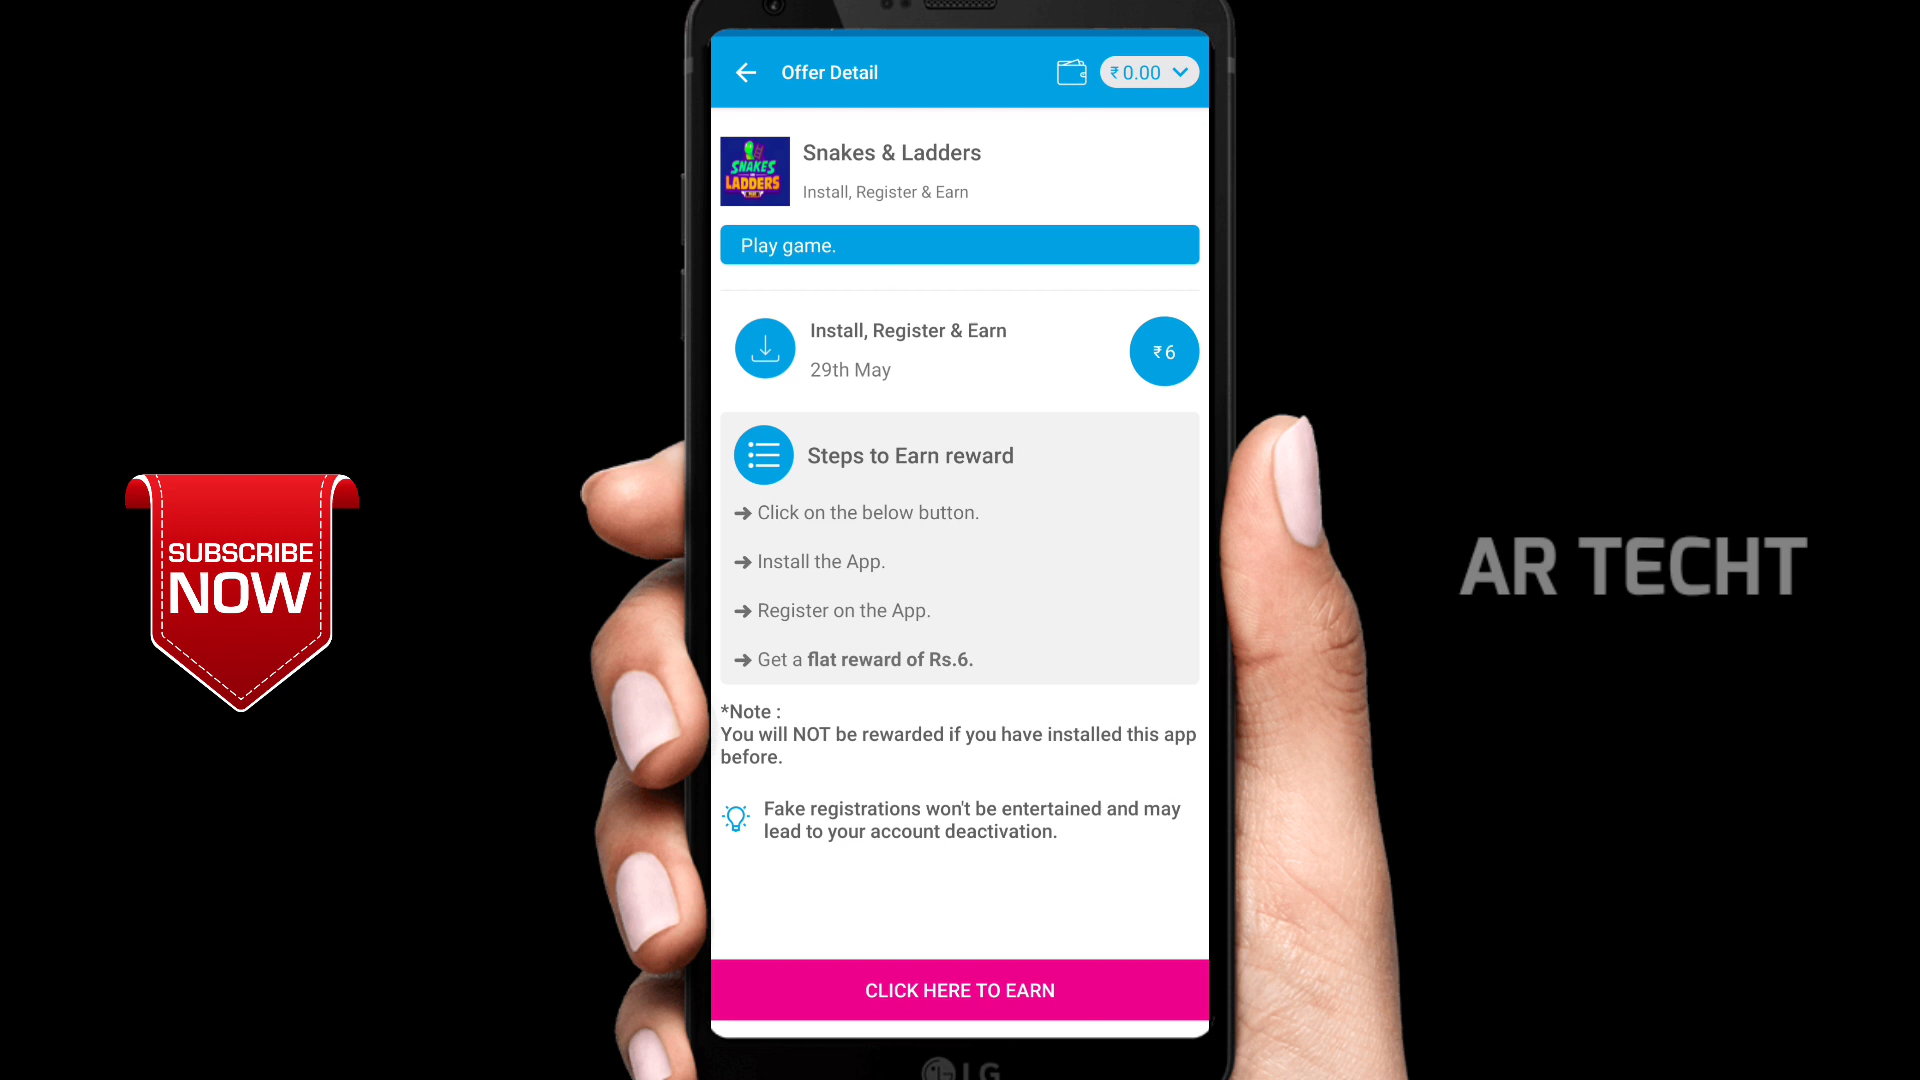 Offer Detail
₹ 0.00
SNAKES
LADDERS
Snakes & Ladders
Install, Register & Earn
Play game.
Install, Register & Earn
29th May
₹ 6
Steps to Earn reward
Click on the below button.
Install the App.
Register on the App.
Get a flat reward of Rs.6.
*Note :
You will NOT be rewarded if you have installed this app
before.
Fake registrations won't be entertained and may
lead to your account deactivation.
CLICK HERE TO EARN
LG
SUBSCRIBE
NOW
AR TECHT